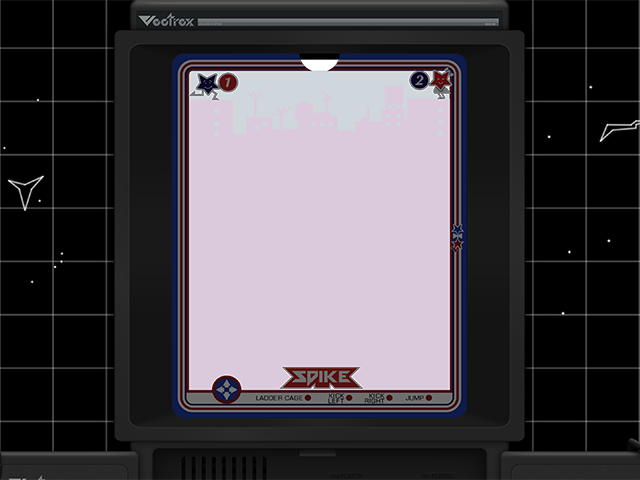 Vectrex
1
2
SPIKE
LADDER CAGE
KICK LEFT
KICK RIGHT
JUMP